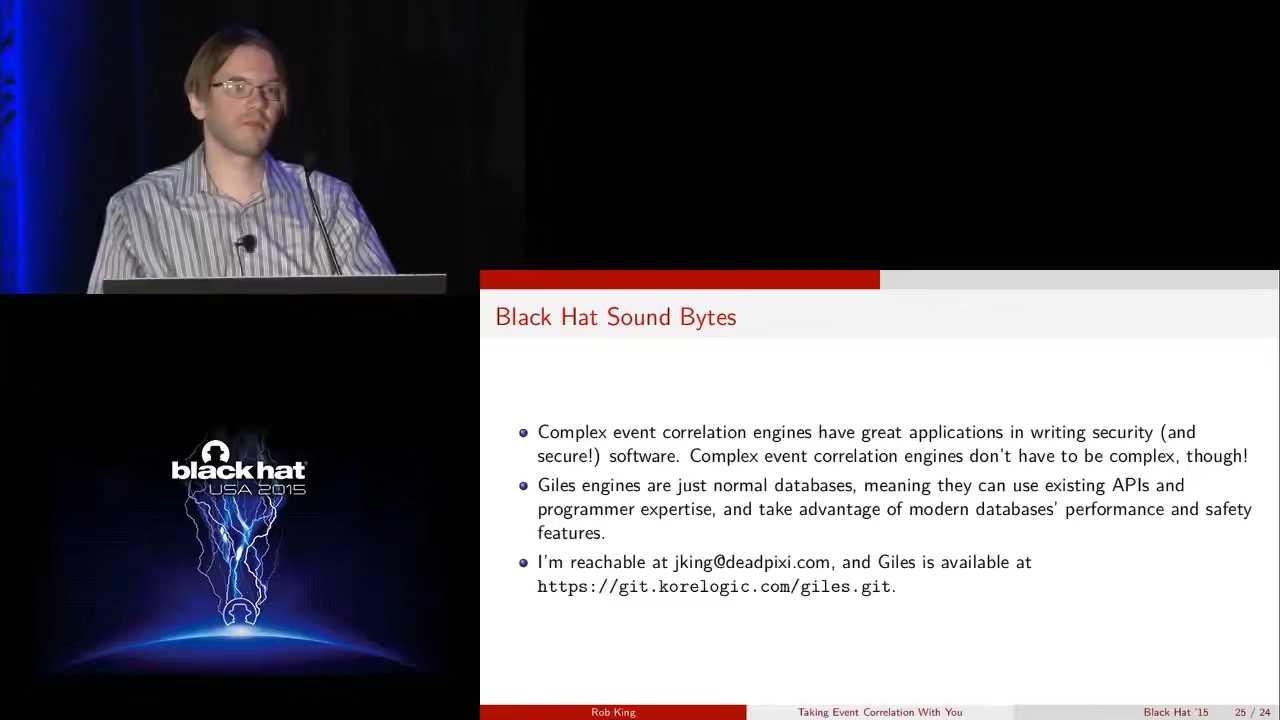 black hat
USA 2015
Black Hat Sound Bytes
Complex event correlation engines have great applications in writing security (and
secure!) software. Complex event correlation engines don't have to be complex, though!
Giles engines are just normal databases, meaning they can use existing APIs and
programmer expertise, and take advantage of modern databases' performance and safety
features.
I'm reachable at jking@deadpixi.com, and Giles is available at
https://git.korelogic.com/giles.git.
Rob King
Taking Event Correlation With You
Black Hat '15
25 / 24